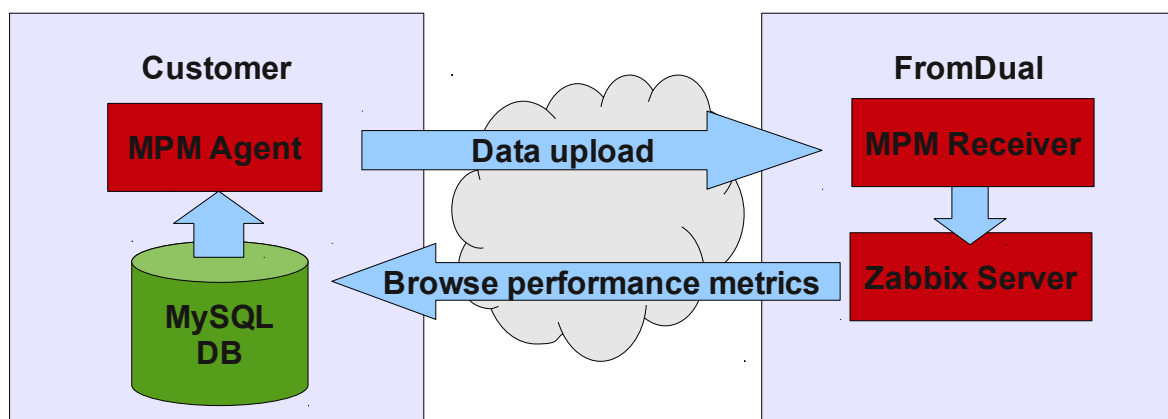 Customer
MPM Agent
MySQL
DB
Data upload
Browse performance metrics
FromDual
MPM Receiver
Zabbix Server